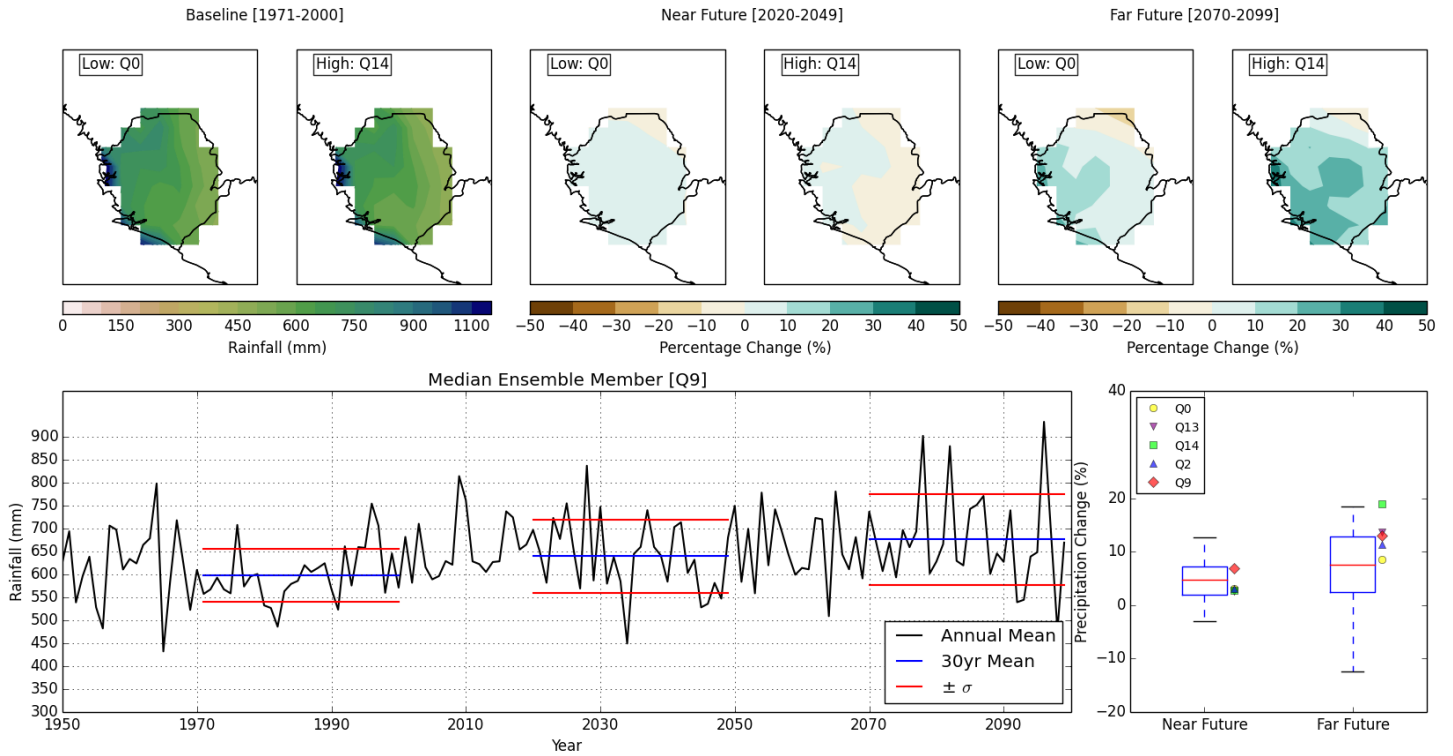 Baseline [1971-2000] Near Future [2020-2049] Far Future [2070-2099]
Low: Q0 High: Q14 Low: Q0 High: Q14 Low: Q0 High: Q14
0 150 300 450 600 750 900 1100
Rainfall (mm)
−50 −40 −30 −20 −10 0 10 20 30 40 50
Percentage Change (%)
−50 −40 −30 −20 −10 0 10 20 30 40 50
Percentage Change (%)
Median Ensemble Member [Q9]
Rainfall (mm)
900
850
800
750
700
650
600
550
500
450
400
350
300
1950 1970 1990 2010 2030 2050 2070 2090
Year
Annual Mean
30yr Mean
± σ
Precipitation Change (%)
40
30
20
10
0
−10
−20
Q0
Q13
Q14
Q2
Q9
Near Future Far Future